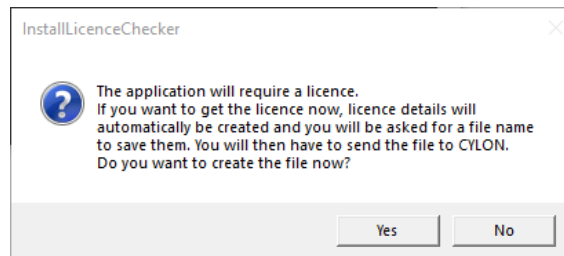 InstallLicenceChecker
The application will require a licence.
If you want to get the licence now, licence details will
automatically be created and you will be asked for a file name
to save them. You will then have to send the file to CYLON.
Do you want to create the file now?
Yes
No